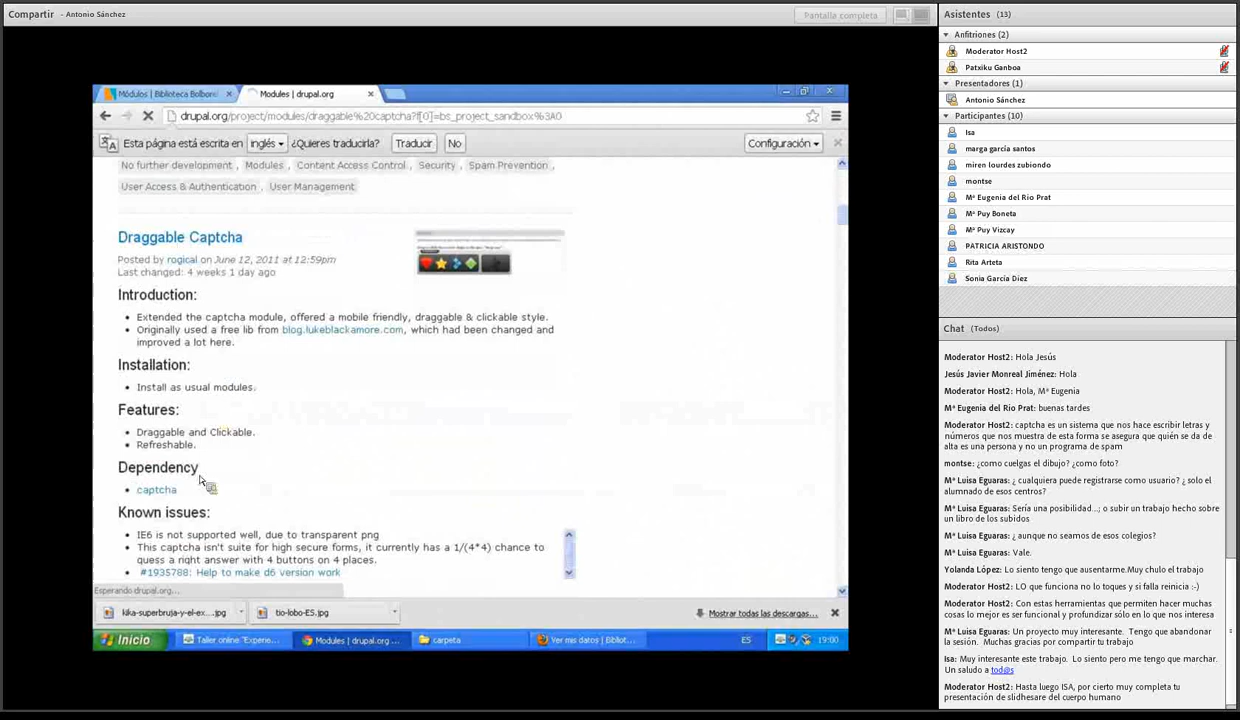 Compartir - Antonio Sánchez
Pantalla completa
Módulos | Biblioteca Bolbore
Modules | drupal.org
drupal.org/project/modules/draggable%20captcha?f[0]=bs_project_sandbox%3A0
Esta página está escrita en inglés ¿Quieres traducirla? Traducir No Configuración
No further development , Modules , Content Access Control , Security , Spam Prevention ,
User Access & Authentication , User Management
Draggable Captcha
Posted by rogical on June 12, 2011 at 12:59pm
Last changed: 4 weeks 1 day ago
Introduction:
• Extended the captcha module, offered a mobile friendly, draggable & clickable style.
• Originally used a free lib from blog.lukeblackamore.com, which had been changed and
improved a lot here.
Installation:
• Install as usual modules.
Features:
• Draggable and Clickable.
• Refreshable.
Dependency
• captcha
Known issues:
• IE6 is not supported well, due to transparent png
• This captcha isn't suite for high secure forms, it currently has a 1/(4*4) chance to
quess a right answer with 4 buttons on 4 places.
• #1935788: Help to make d6 version work
Esperando drupal.org...
kika-superbruja-y-el-ex....jpg
tio-lobo-ES.jpg
Mostrar todas las descargas...
Inicio
Taller online "Experie...
Modules | drupal.org ...
carpeta
Ver mis datos | Bibliot...
ES
19:00
Asistentes (13)
Anfitriones (2)
Moderator Host2
Patxiku Ganboa
Presentadores (1)
Antonio Sánchez
Participantes (10)
Isa
marga garcía santos
miren lourdes zubiondo
montse
Mª Eugenia del Rio Prat
Mª Puy Boneta
Mª Puy Vizcay
PATRICIA ARISTONDO
Rita Arteta
Sonia García Díez
Chat (Todos)
Moderator Host2: Hola Jesús
Jesús Javier Monreal Jiménez: Hola
Moderator Host2: Hola, Mª Eugenia
Mª Eugenia del Rio Prat: buenas tardes
Moderator Host2: captcha es un sistema que nos hace escribir letras y
números que nos muestra de esta forma se asegura que quién se da de
alta es una persona y no un programa de spam
montse: ¿como cuelgas el dibujo? ¿como foto?
Mª Luisa Eguaras: ¿ cualquiera puede registrarse como usuario? ¿ solo el
alumnado de esos centros?
Mª Luisa Eguaras: Sería una posibilidad...; o subir un trabajo hecho sobre
un libro de los subidos
Mª Luisa Eguaras: ¿ aunque no seamos de esos colegios?
Mª Luisa Eguaras: Vale.
Yolanda López: Lo siento tengo que ausentarme.Muy chulo el trabajo
Moderator Host2: LO que funciona no lo toques y si falla reinicia :-)
Moderator Host2: Con estas herramientas que permiten hacer muchas
cosas lo mejor es ser funcional y profundizar sólo en lo que nos interesa
Mª Luisa Eguaras: Un proyecto muy interesante. Tengo que abandonar
la sesión. Muchas gracias por compartir tu trabajo
Isa: Muy interesante este trabajo. Lo siento pero me tengo que marchar.
Un saludo a tod@s
Moderator Host2: Hasta luego ISA, por cierto muy completa tu
presentación de slidhesare del cuerpo humano